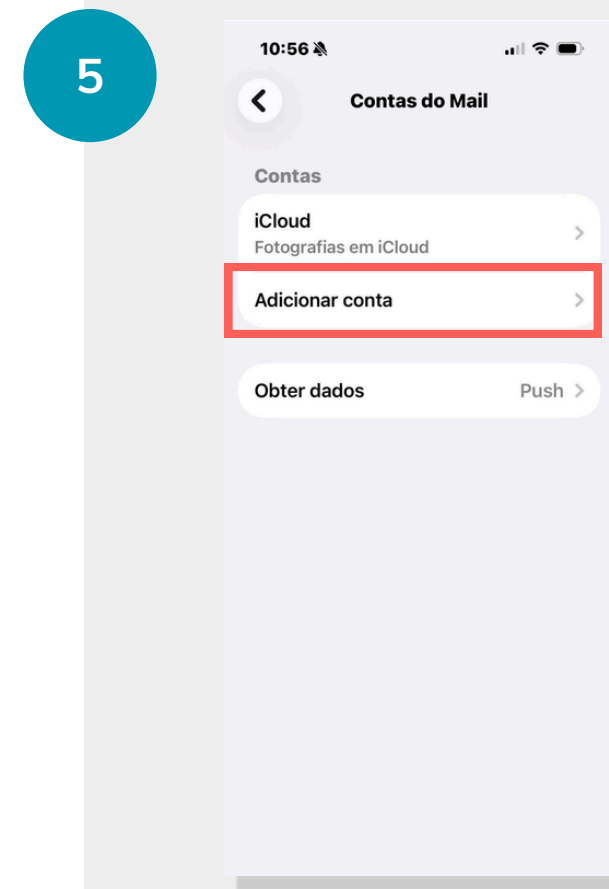 5
10:56
Contas do Mail
Contas
iCloud
Fotografias em iCloud
Adicionar conta
Obter dados Push